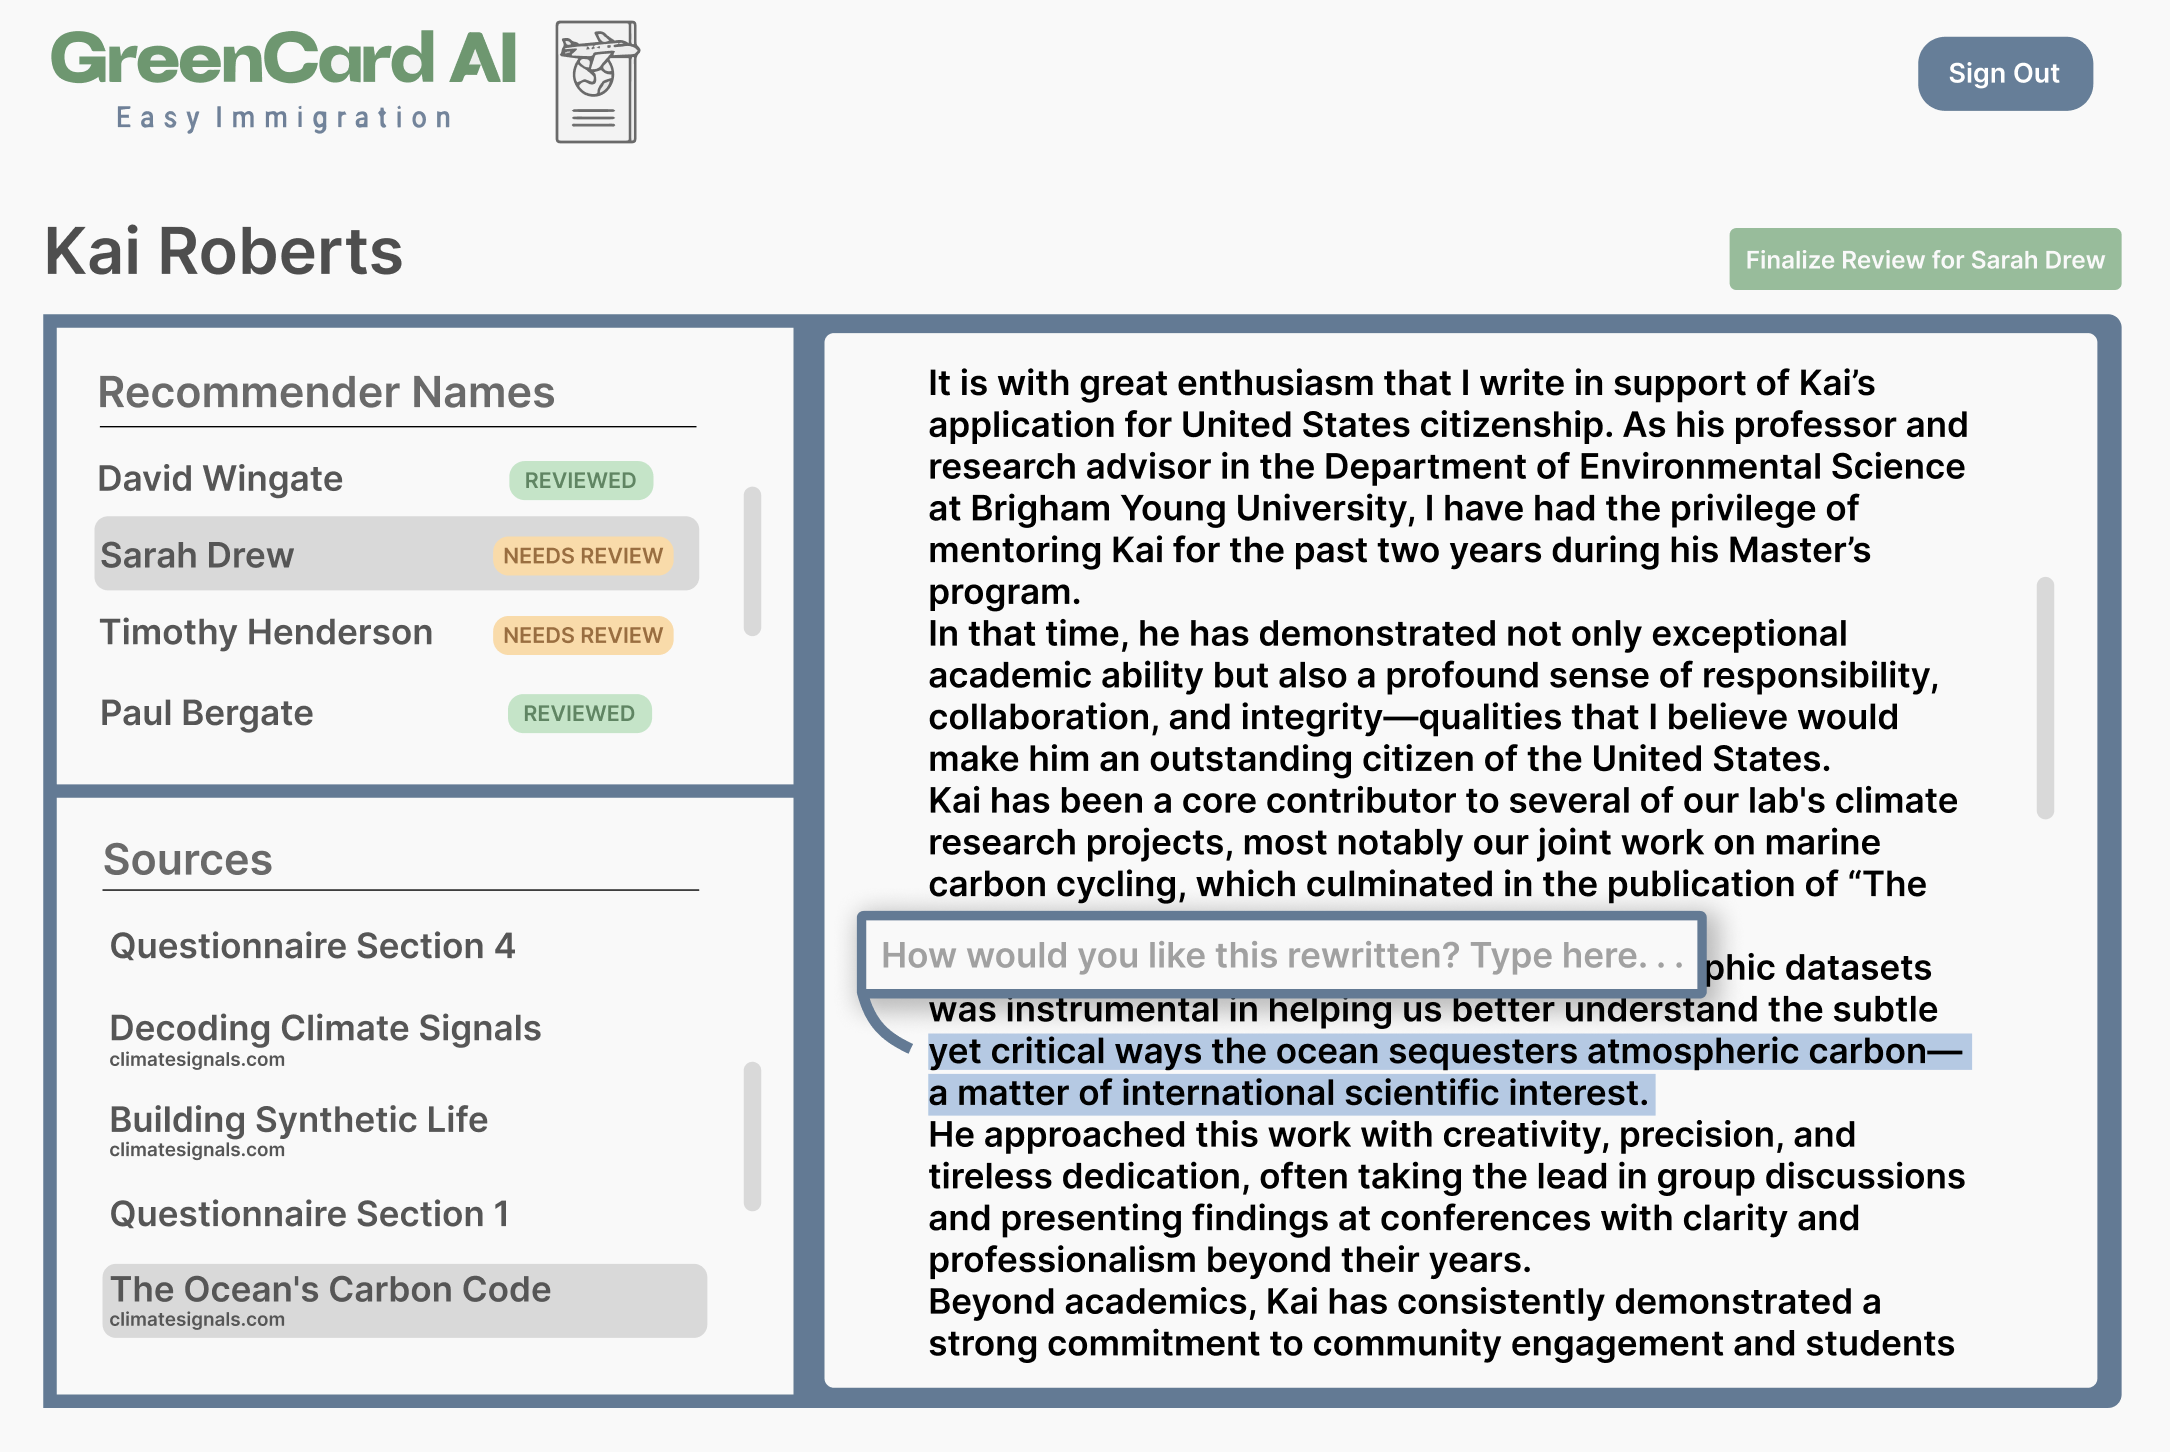 GreenCard AI
Easy Immigration
Sign Out
Kai Roberts
Finalize Review for Sarah Drew
Recommender Names
David Wingate REVIEWED
Sarah Drew NEEDS REVIEW
Timothy Henderson NEEDS REVIEW
Paul Bergate REVIEWED
Sources
Questionnaire Section 4
Decoding Climate Signals
climatesignals.com
Building Synthetic Life
climatesignals.com
Questionnaire Section 1
The Ocean's Carbon Code
climatesignals.com
It is with great enthusiasm that I write in support of Kai’s
application for United States citizenship. As his professor and
research advisor in the Department of Environmental Science
at Brigham Young University, I have had the privilege of
mentoring Kai for the past two years during his Master’s
program.
In that time, he has demonstrated not only exceptional
academic ability but also a profound sense of responsibility,
collaboration, and integrity—qualities that I believe would
make him an outstanding citizen of the United States.
Kai has been a core contributor to several of our lab's climate
research projects, most notably our joint work on marine
carbon cycling, which culminated in the publication of “The
How would you like this rewritten? Type here. . .
phic datasets
was instrumental in helping us better understand the subtle
yet critical ways the ocean sequesters atmospheric carbon—
a matter of international scientific interest.
He approached this work with creativity, precision, and
tireless dedication, often taking the lead in group discussions
and presenting findings at conferences with clarity and
professionalism beyond their years.
Beyond academics, Kai has consistently demonstrated a
strong commitment to community engagement and students